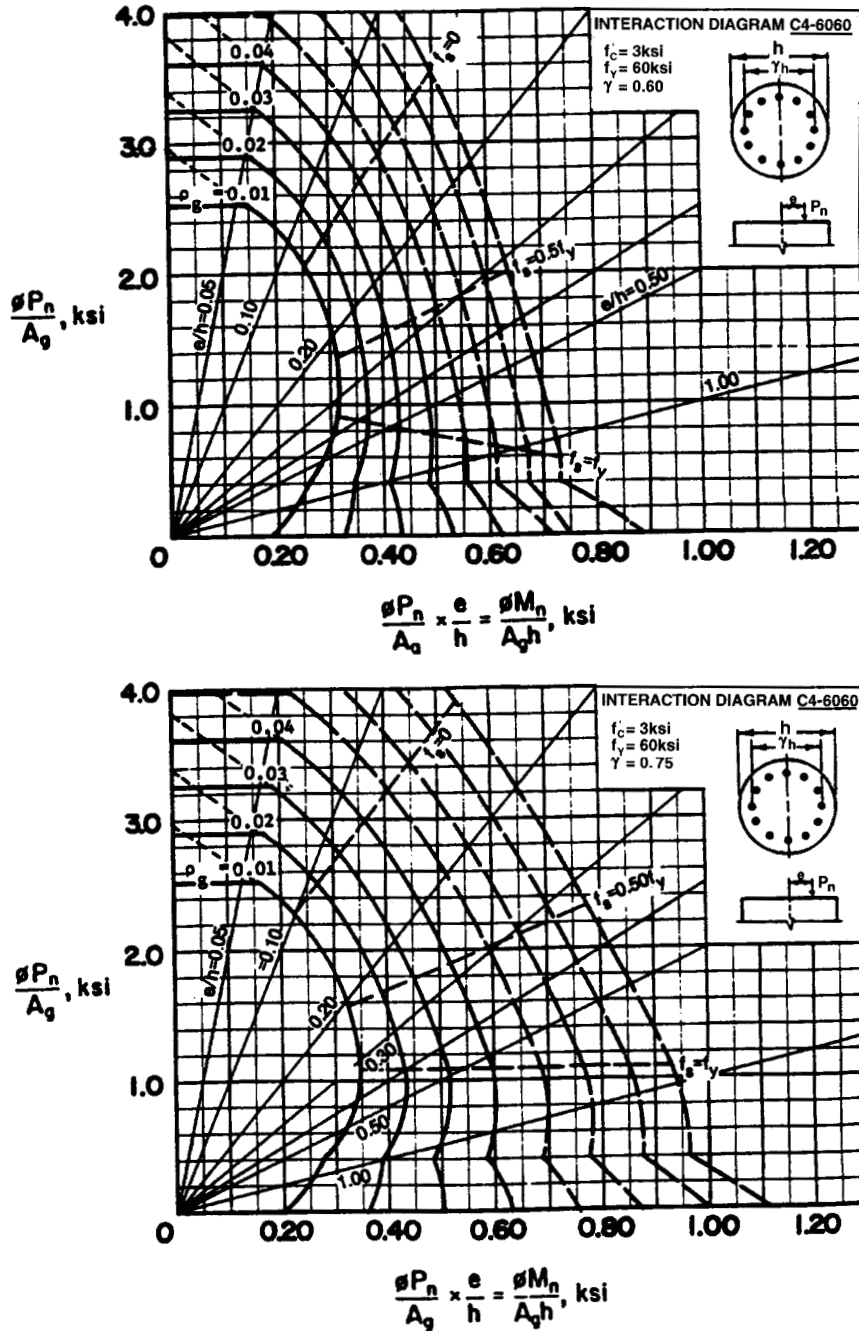 4.0
3.0
2.0
1.0
0
øPn/Ag, ksi
0.04
0.03
0.02
ρg = 0.01
e/h=0.05
0.10
0.20
fs=0
fs=0.5fy
e/h=0.50
1.00
fs=fy
INTERACTION DIAGRAM C4-6060
f'c= 3ksi
fy= 60ksi
γ = 0.60
h
γh
e
Pn
0.20 0.40 0.60 0.80 1.00 1.20
øPn/Aa × e/h = øMn/Agh, ksi
4.0
3.0
2.0
1.0
0
øPn/Ag, ksi
0.04
0.03
0.02
ρg = 0.01
e/h=0.05
=0.10
0.20
0.30
0.50
1.00
fs=0
fs=0.50fy
fs=fy
INTERACTION DIAGRAM C4-6060
f'c= 3ksi
fy= 60ksi
γ = 0.75
h
γh
e
Pn
0.20 0.40 0.60 0.80 1.00 1.20
øPn/Ag × e/h = øMn/Agh, ksi